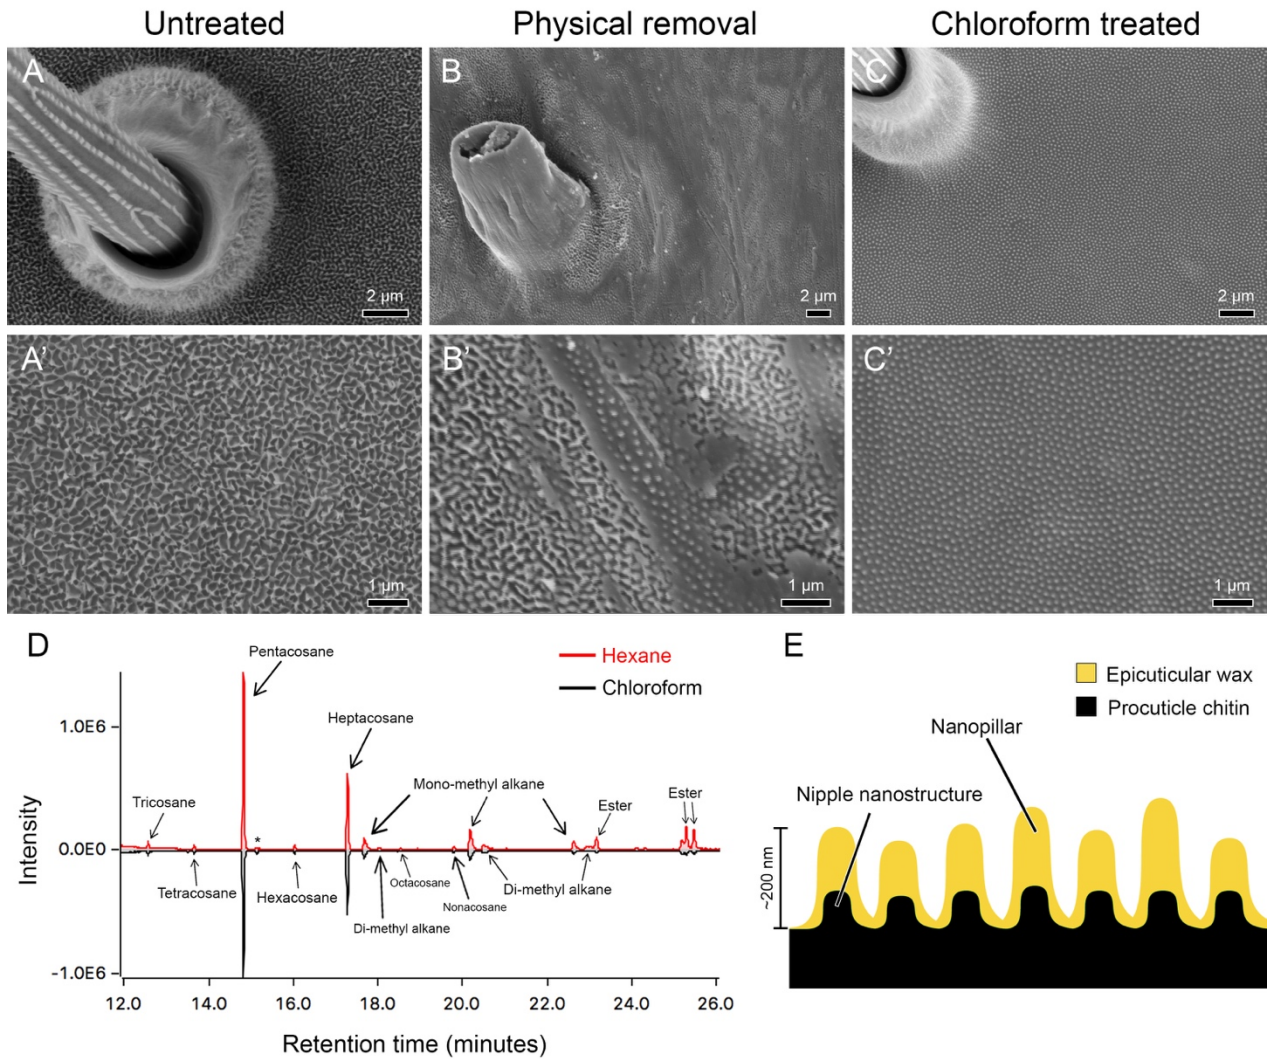 Untreated
Physical removal
Chloroform treated
A
B
C
2 µm
2 µm
2 µm
A'
B'
C'
1 µm
1 µm
1 µm
D
Hexane
Chloroform
Pentacosane
Heptacosane
Tricosane
Mono-methyl alkane
Ester
Ester
*
Tetracosane
Hexacosane
Octacosane
Di-methyl alkane
Nonacosane
Di-methyl alkane
1.0E6
0.0E0
-1.0E6
Intensity
12.0 14.0 16.0 18.0 20.0 22.0 24.0 26.0
Retention time (minutes)
E
Epicuticular wax
Procuticle chitin
Nanopillar
Nipple nanostructure
~200 nm